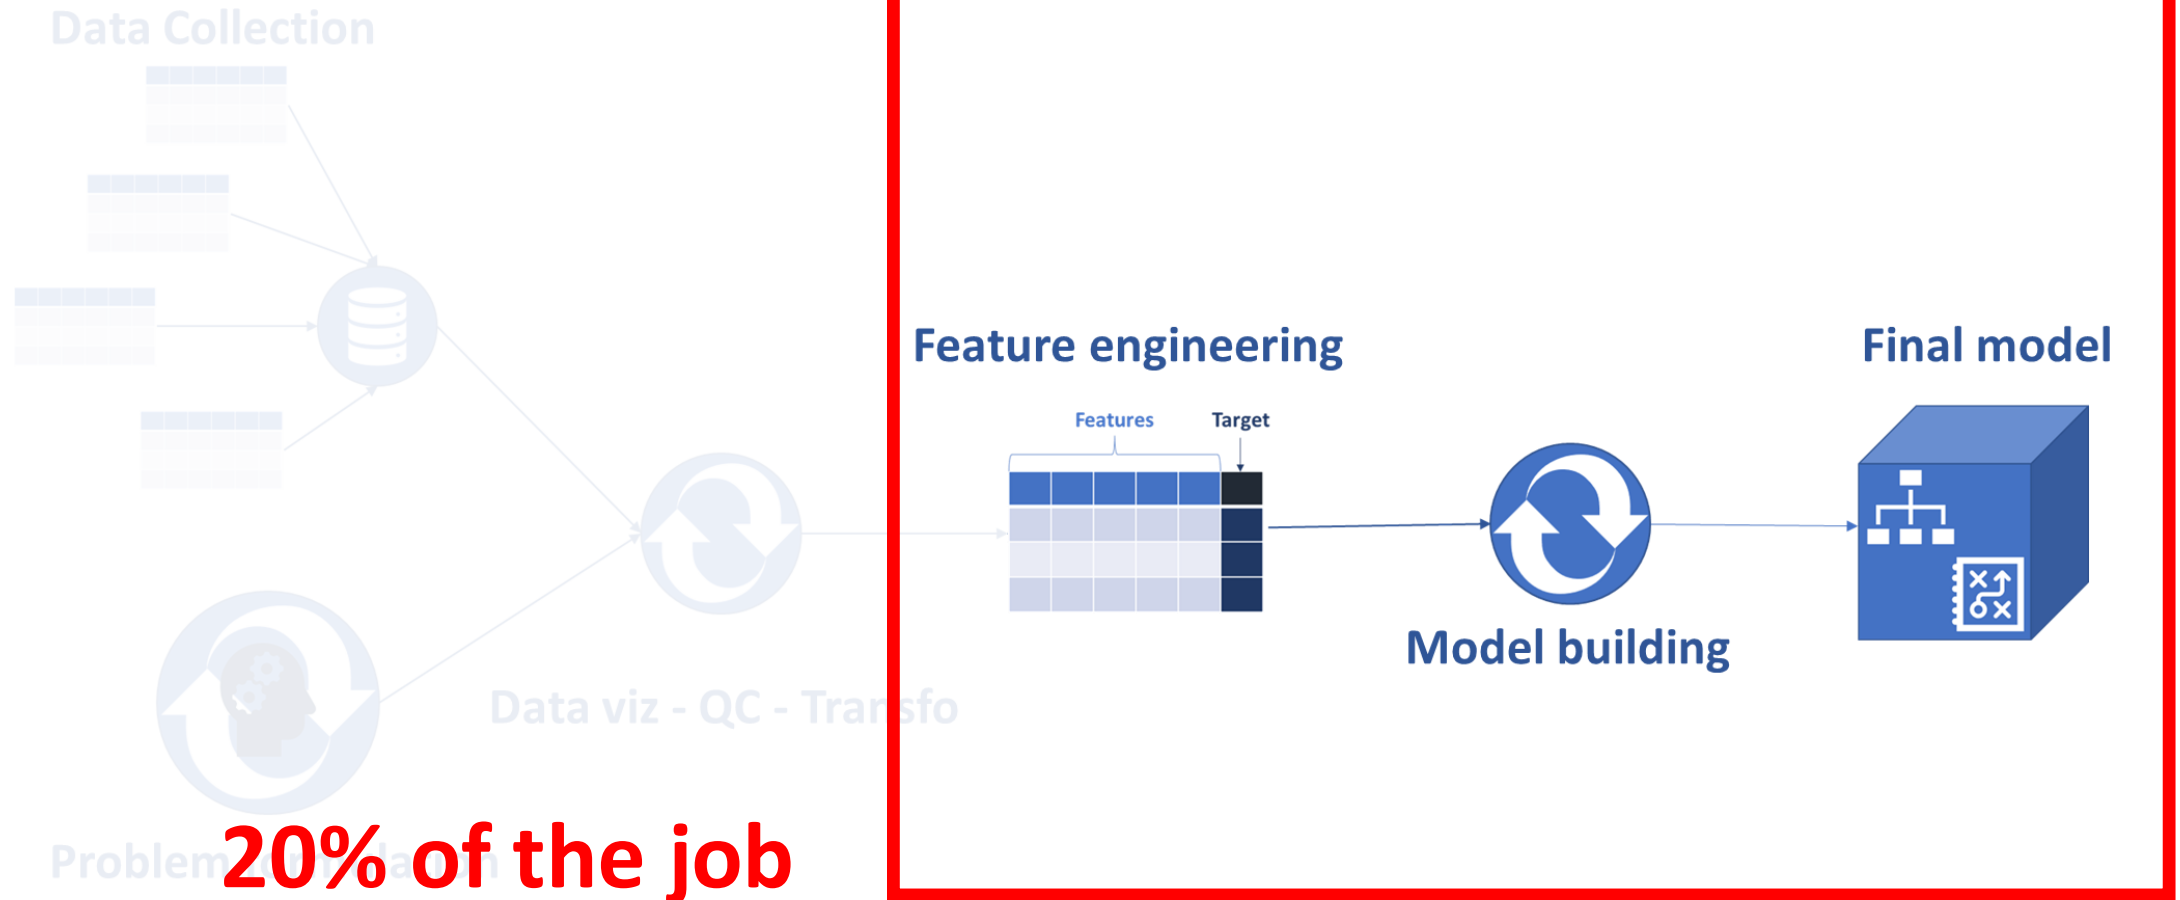 Data Collection
Feature engineering
Final model
Features
Target
Model building
Data viz - QC - Transfo
20% of the job